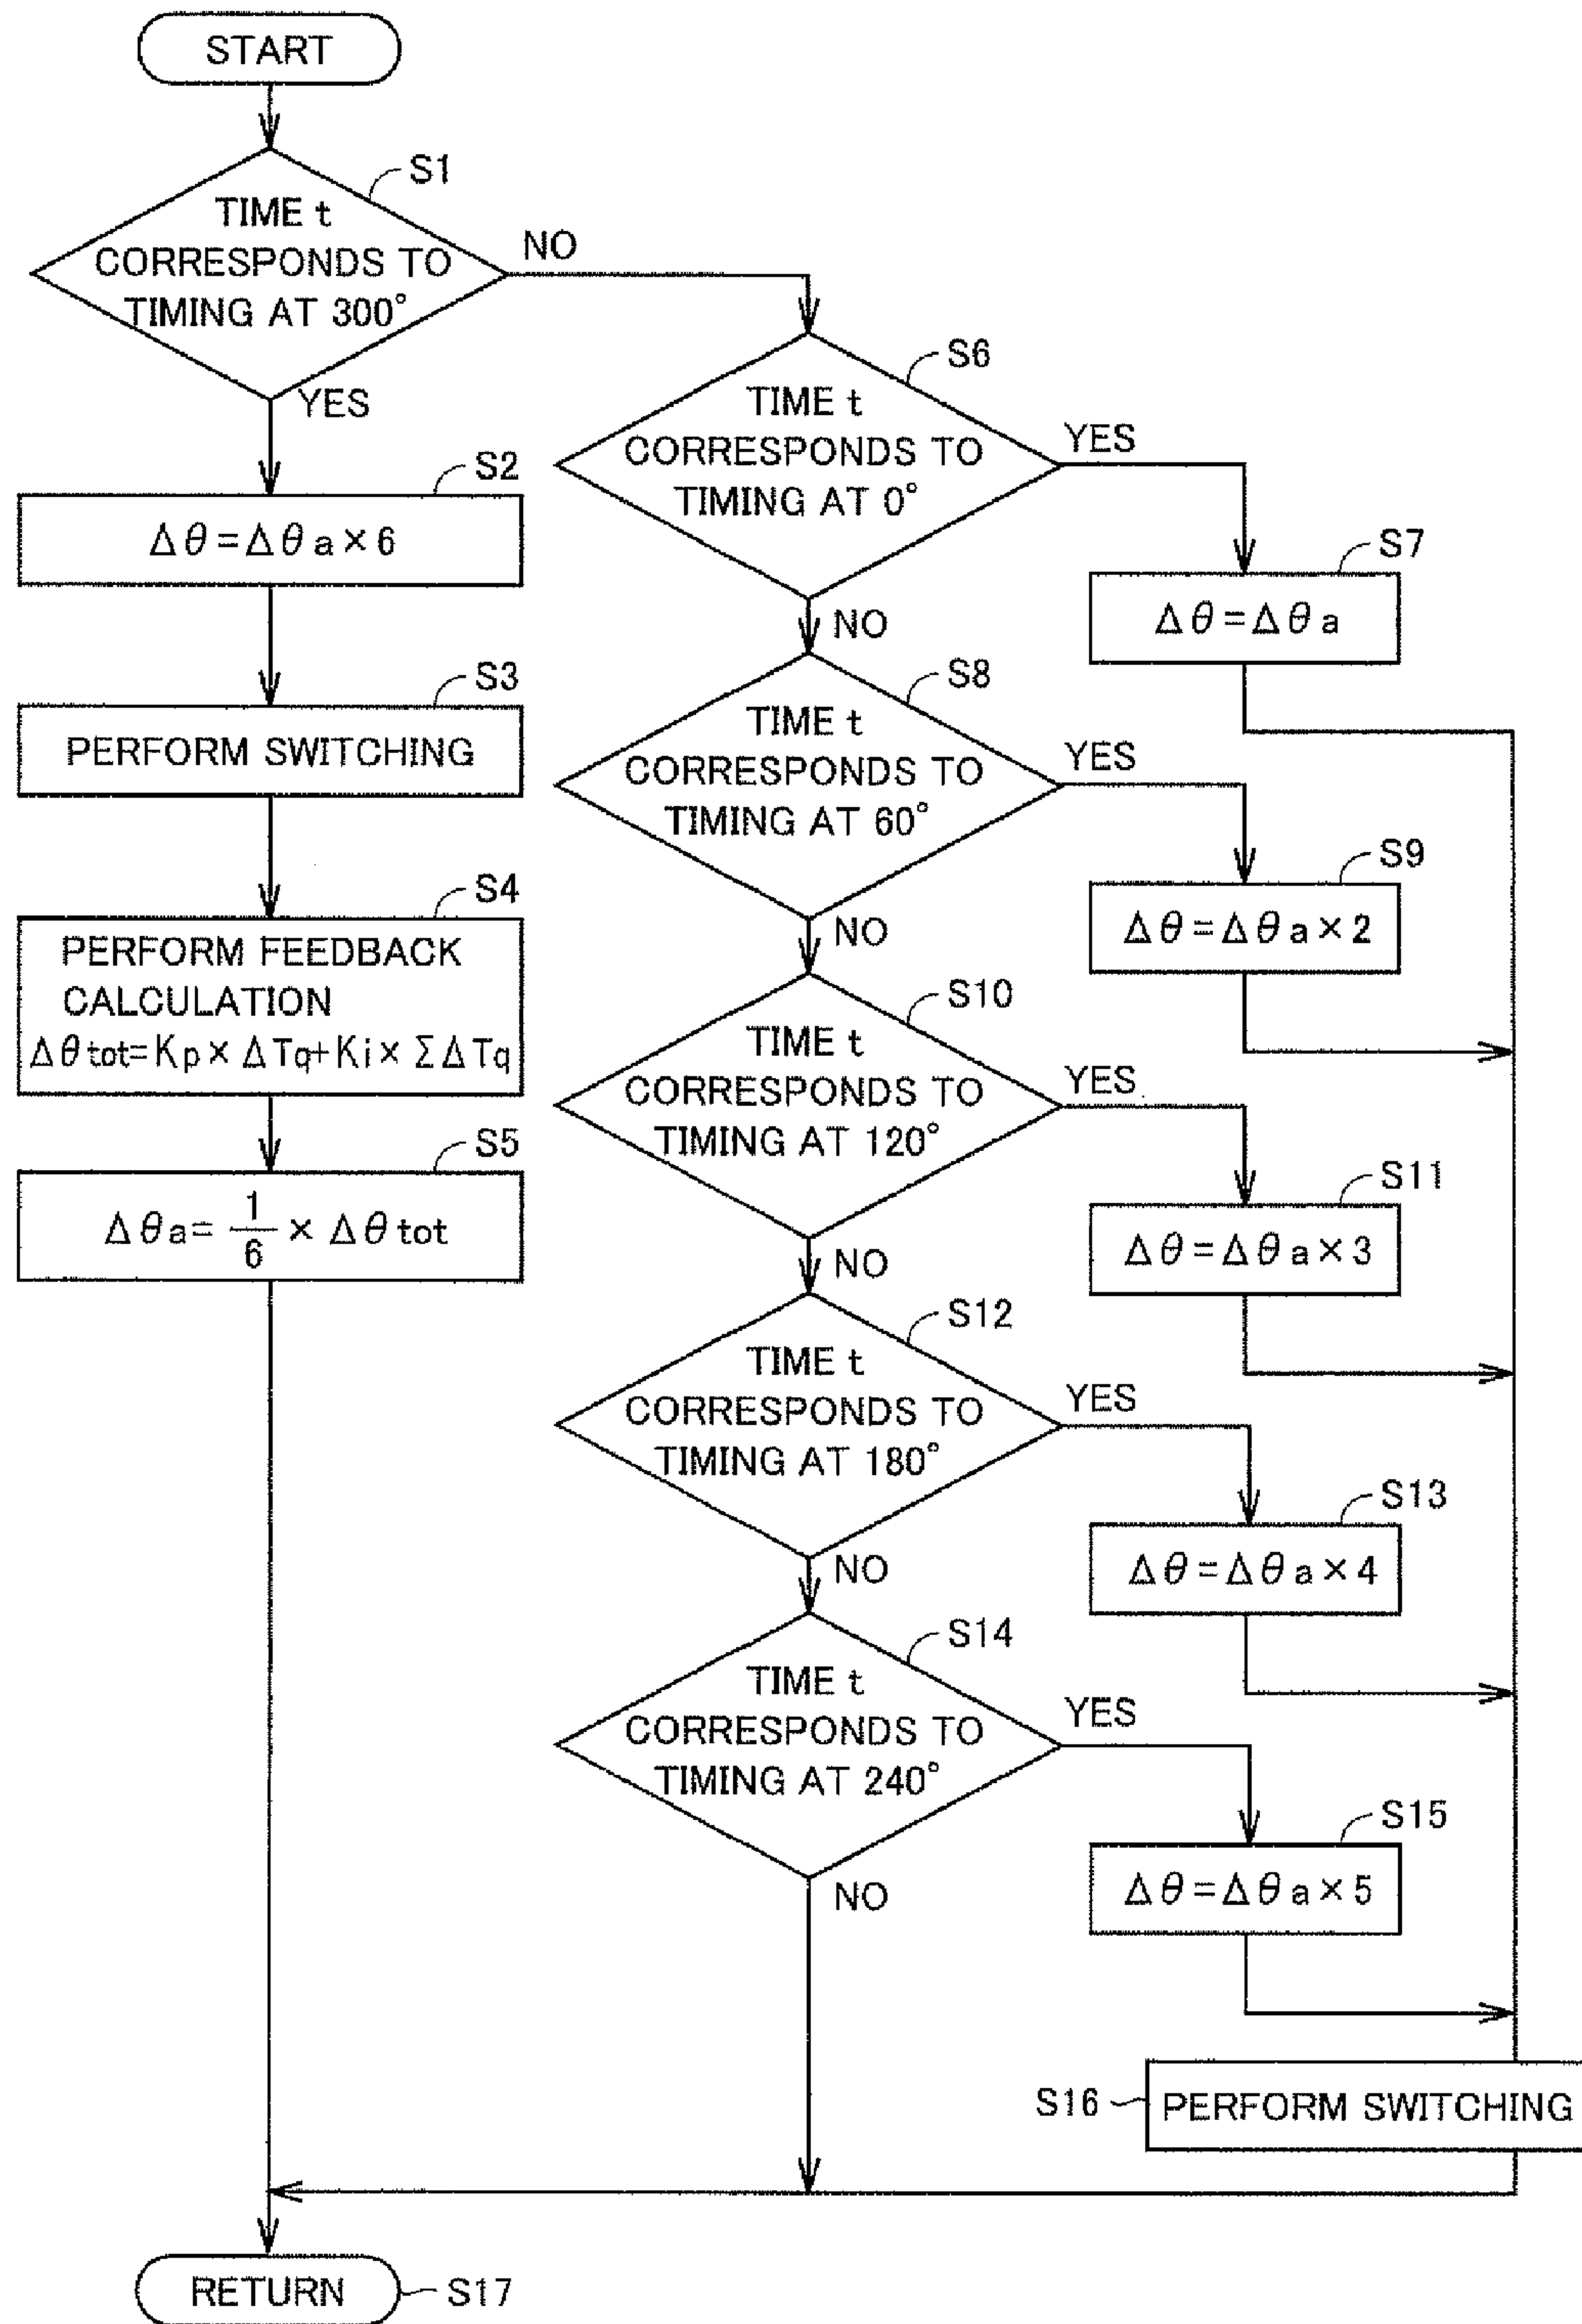 START
S1
TIME t
CORRESPONDS TO
TIMING AT 300°
NO
YES
S2
Δθ=Δθa×6
S3
PERFORM SWITCHING
S4
PERFORM FEEDBACK
CALCULATION
Δθtot=Kp×ΔTq+Ki×ΣΔTq
S5
Δθa= 1/6 × Δθtot
S6
TIME t
CORRESPONDS TO
TIMING AT 0°
YES
NO
S7
Δθ=Δθa
S8
TIME t
CORRESPONDS TO
TIMING AT 60°
YES
NO
S9
Δθ=Δθa×2
S10
TIME t
CORRESPONDS TO
TIMING AT 120°
YES
NO
S11
Δθ=Δθa×3
S12
TIME t
CORRESPONDS TO
TIMING AT 180°
YES
NO
S13
Δθ=Δθa×4
S14
TIME t
CORRESPONDS TO
TIMING AT 240°
YES
NO
S15
Δθ=Δθa×5
S16
PERFORM SWITCHING
RETURN
S17